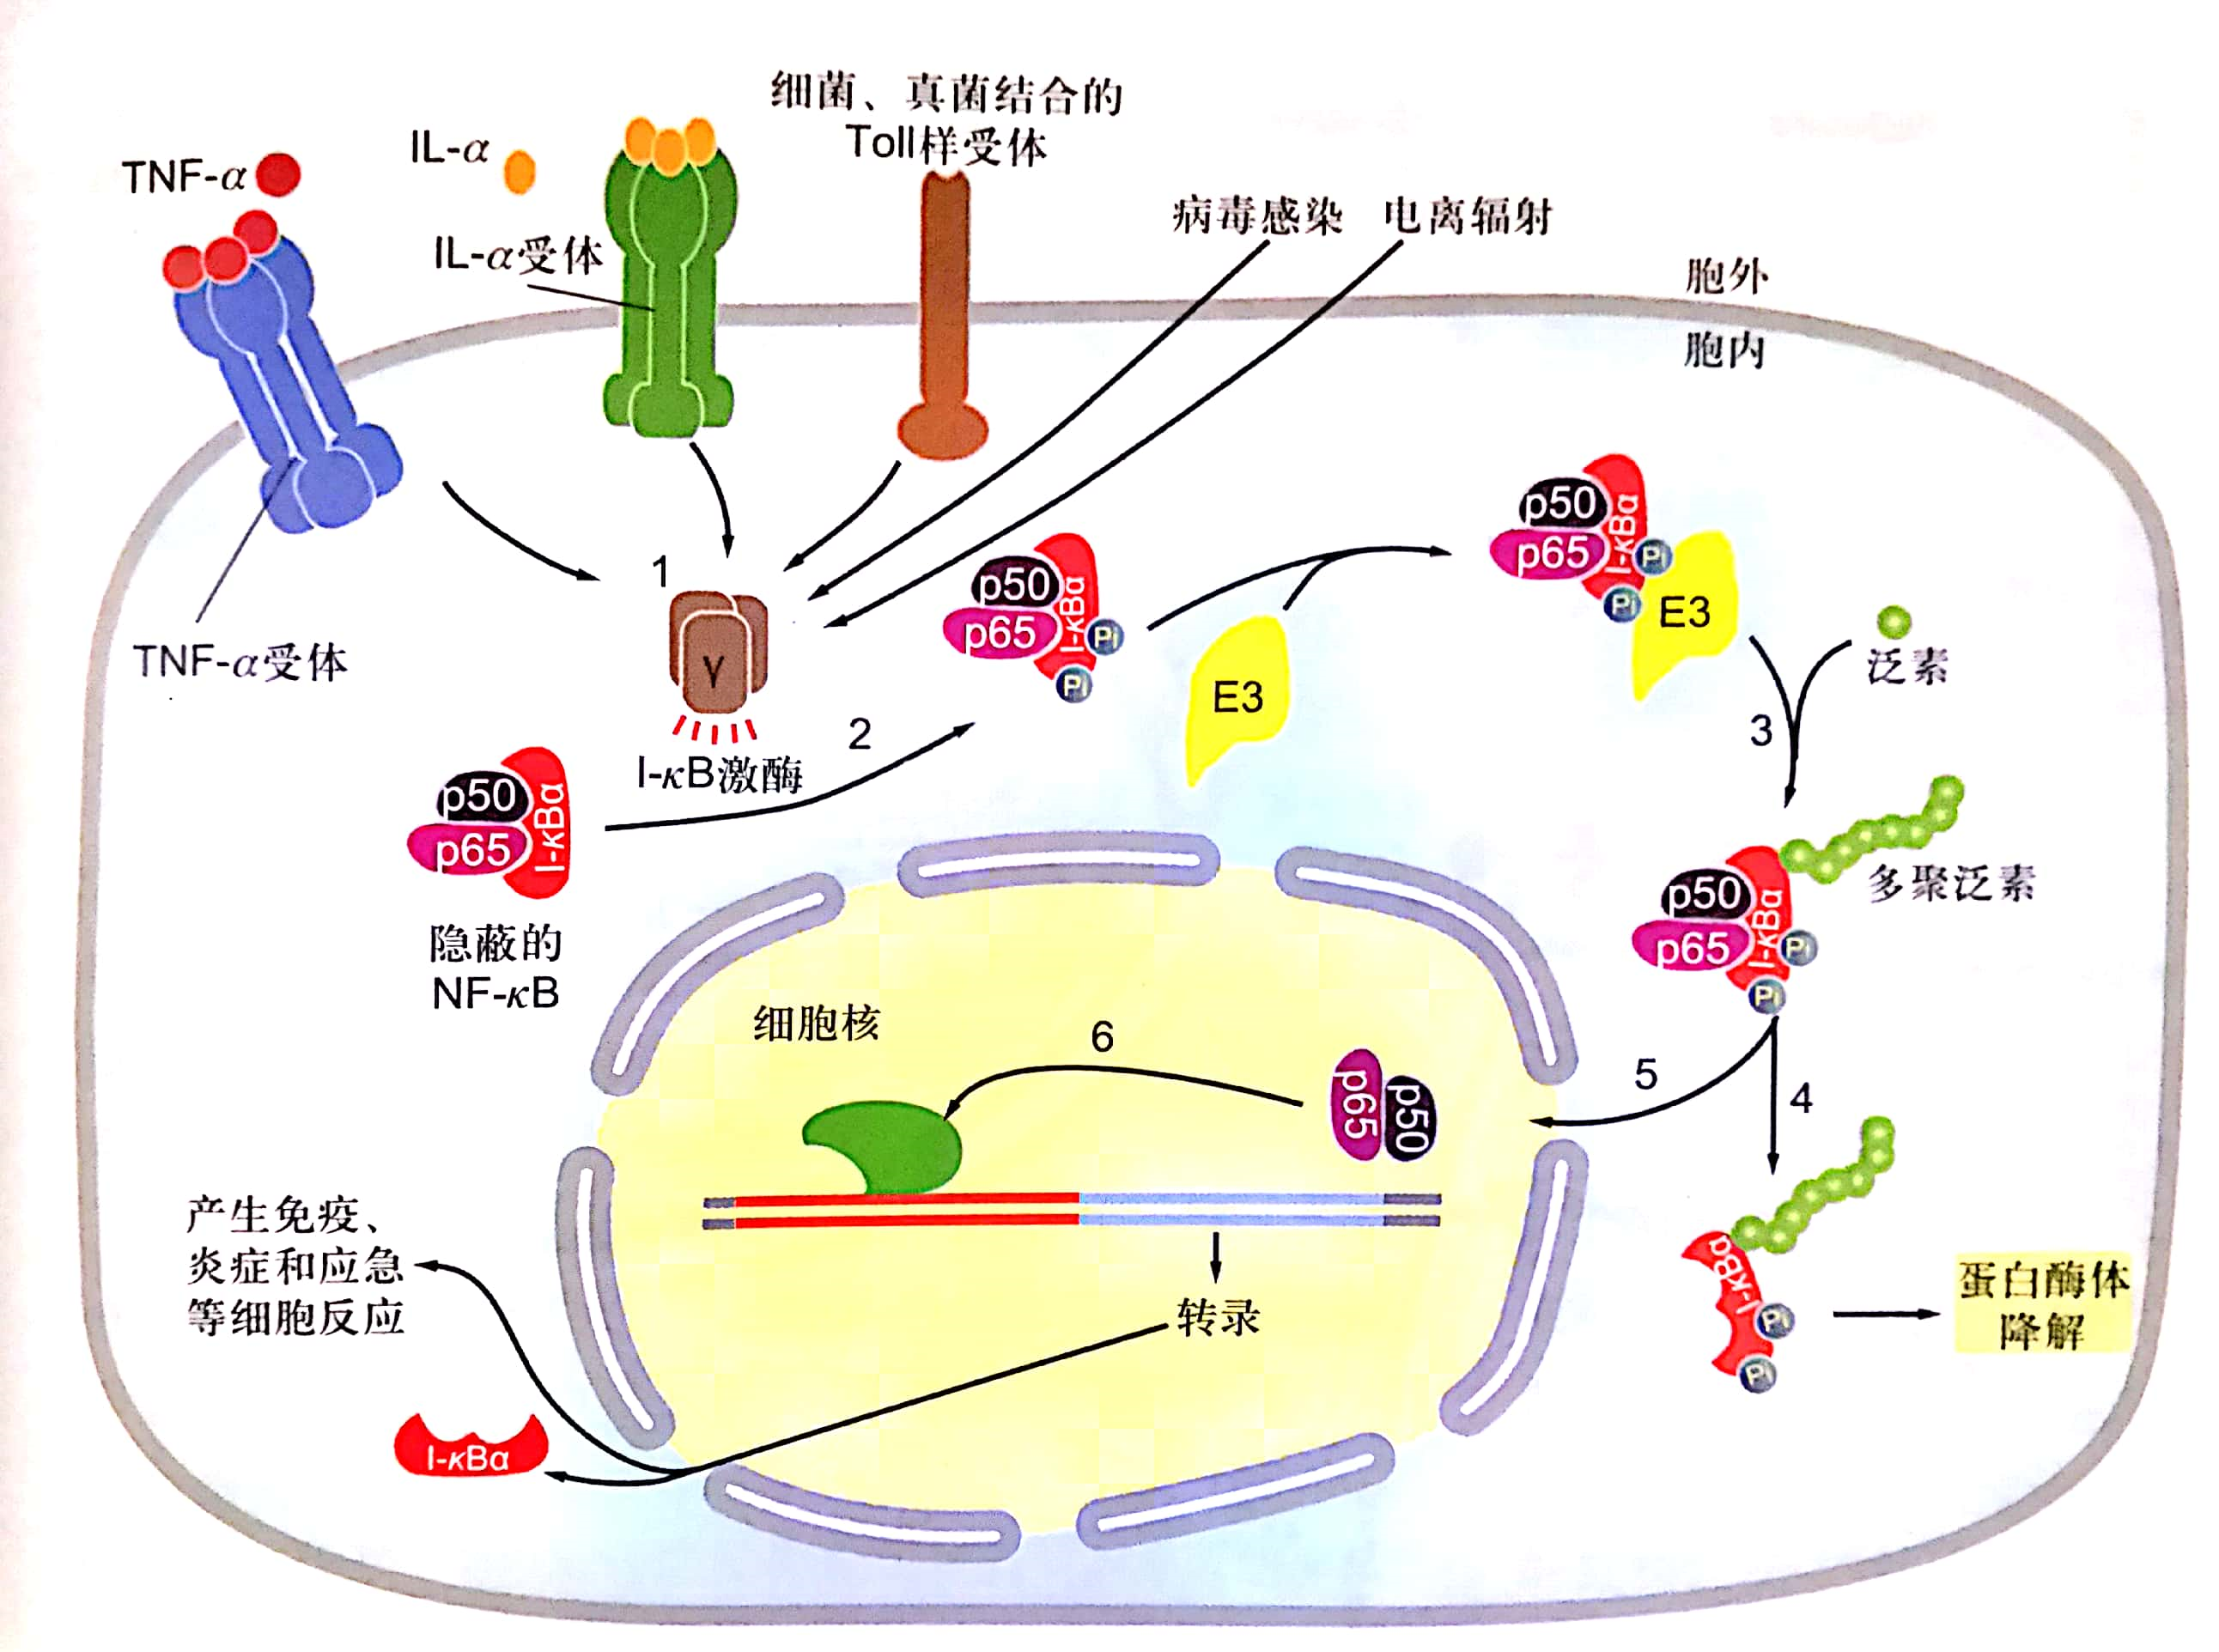 细菌、真菌结合的
Toll样受体
TNF-α
IL-α
IL-α受体
病毒感染
电离辐射
胞外
胞内
TNF-α受体
1
γ
I-κB激酶
2
p50
p65
I-κBα
隐蔽的
NF-κB
p50
p65
I-κBα
Pi
Pi
E3
p50
p65
I-κBα
Pi
Pi
E3
泛素
3
多聚泛素
p50
p65
I-κBα
Pi
Pi
5
4
细胞核
6
p65
p50
I-κBα
Pi
Pi
蛋白酶体
降解
转录
产生免疫、
炎症和应急
等细胞反应
I-κBα